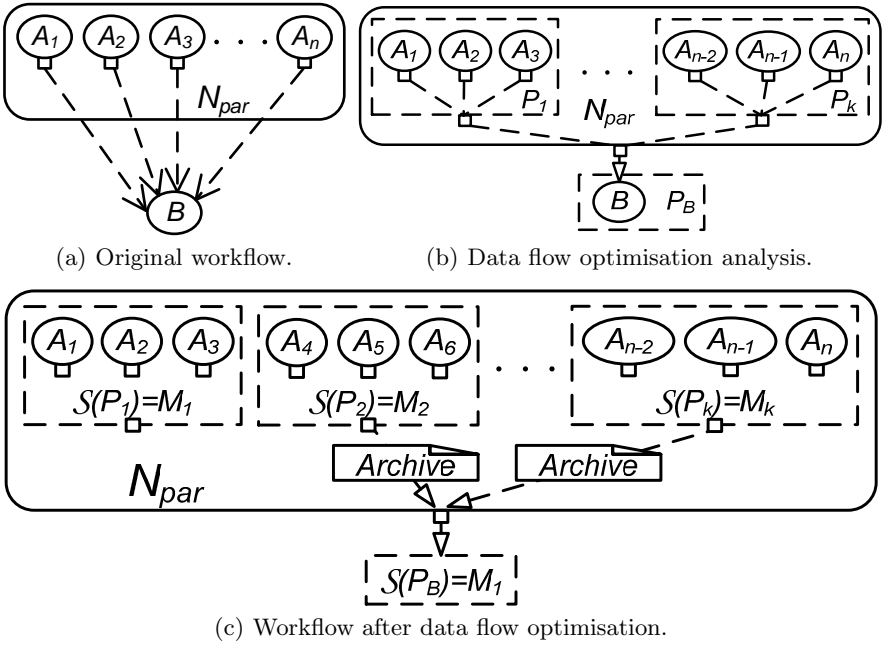 A1 A2 A3 . . . An
Npar
B
(a) Original workflow.
A1 A2 A3 . . . An-2 An-1 An
P1 Npar Pk
B PB
(b) Data flow optimisation analysis.
A1 A2 A3 A4 A5 A6 . . . An-2 An-1 An
S(P1)=M1 S(P2)=M2 S(Pk)=Mk
Archive Archive
Npar
S(PB)=M1
(c) Workflow after data flow optimisation.